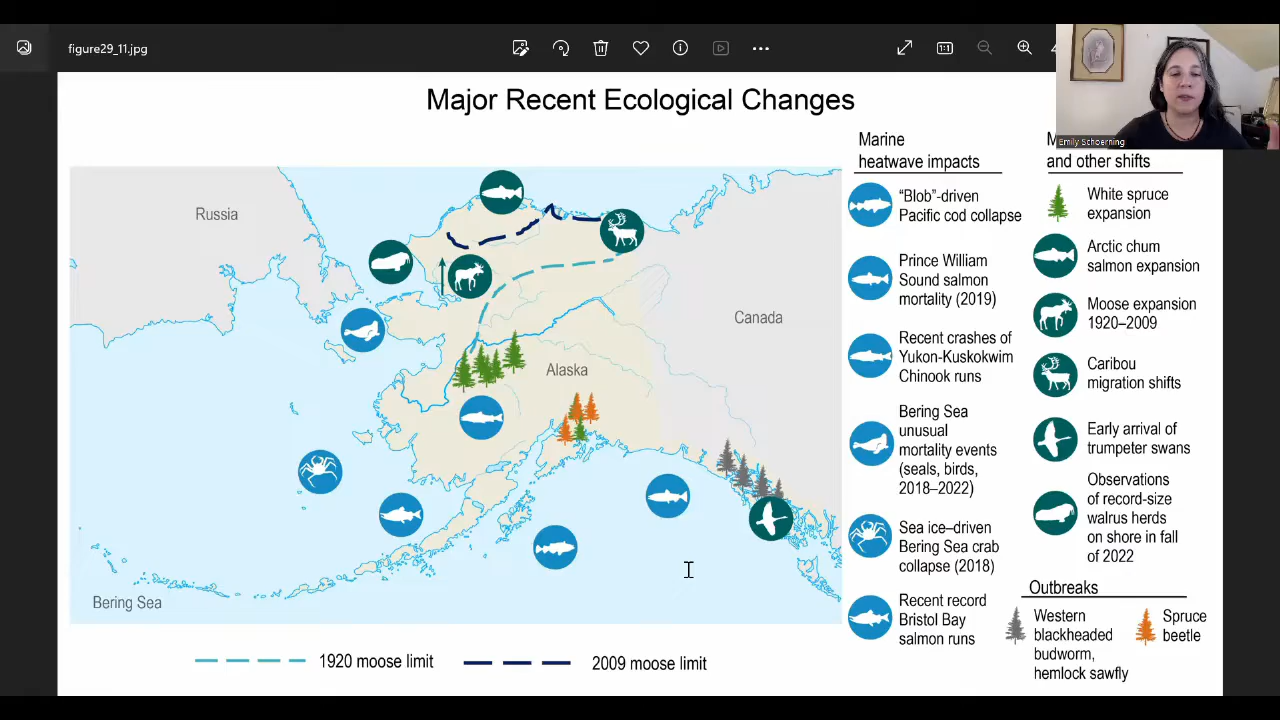 figure29_11.jpg
1:1
Emily Schoerning
Major Recent Ecological Changes
Russia
Canada
Alaska
Bering Sea
1920 moose limit
2009 moose limit
Marine
heatwave impacts
“Blob”-driven
Pacific cod collapse
Prince William
Sound salmon
mortality (2019)
Recent crashes of
Yukon-Kuskokwim
Chinook runs
Bering Sea
unusual
mortality events
(seals, birds,
2018–2022)
Sea ice–driven
Bering Sea crab
collapse (2018)
Recent record
Bristol Bay
salmon runs
and other shifts
White spruce
expansion
Arctic chum
salmon expansion
Moose expansion
1920–2009
Caribou
migration shifts
Early arrival of
trumpeter swans
Observations
of record-size
walrus herds
on shore in fall
of 2022
Outbreaks
Western
blackheaded
budworm,
hemlock sawfly
Spruce
beetle